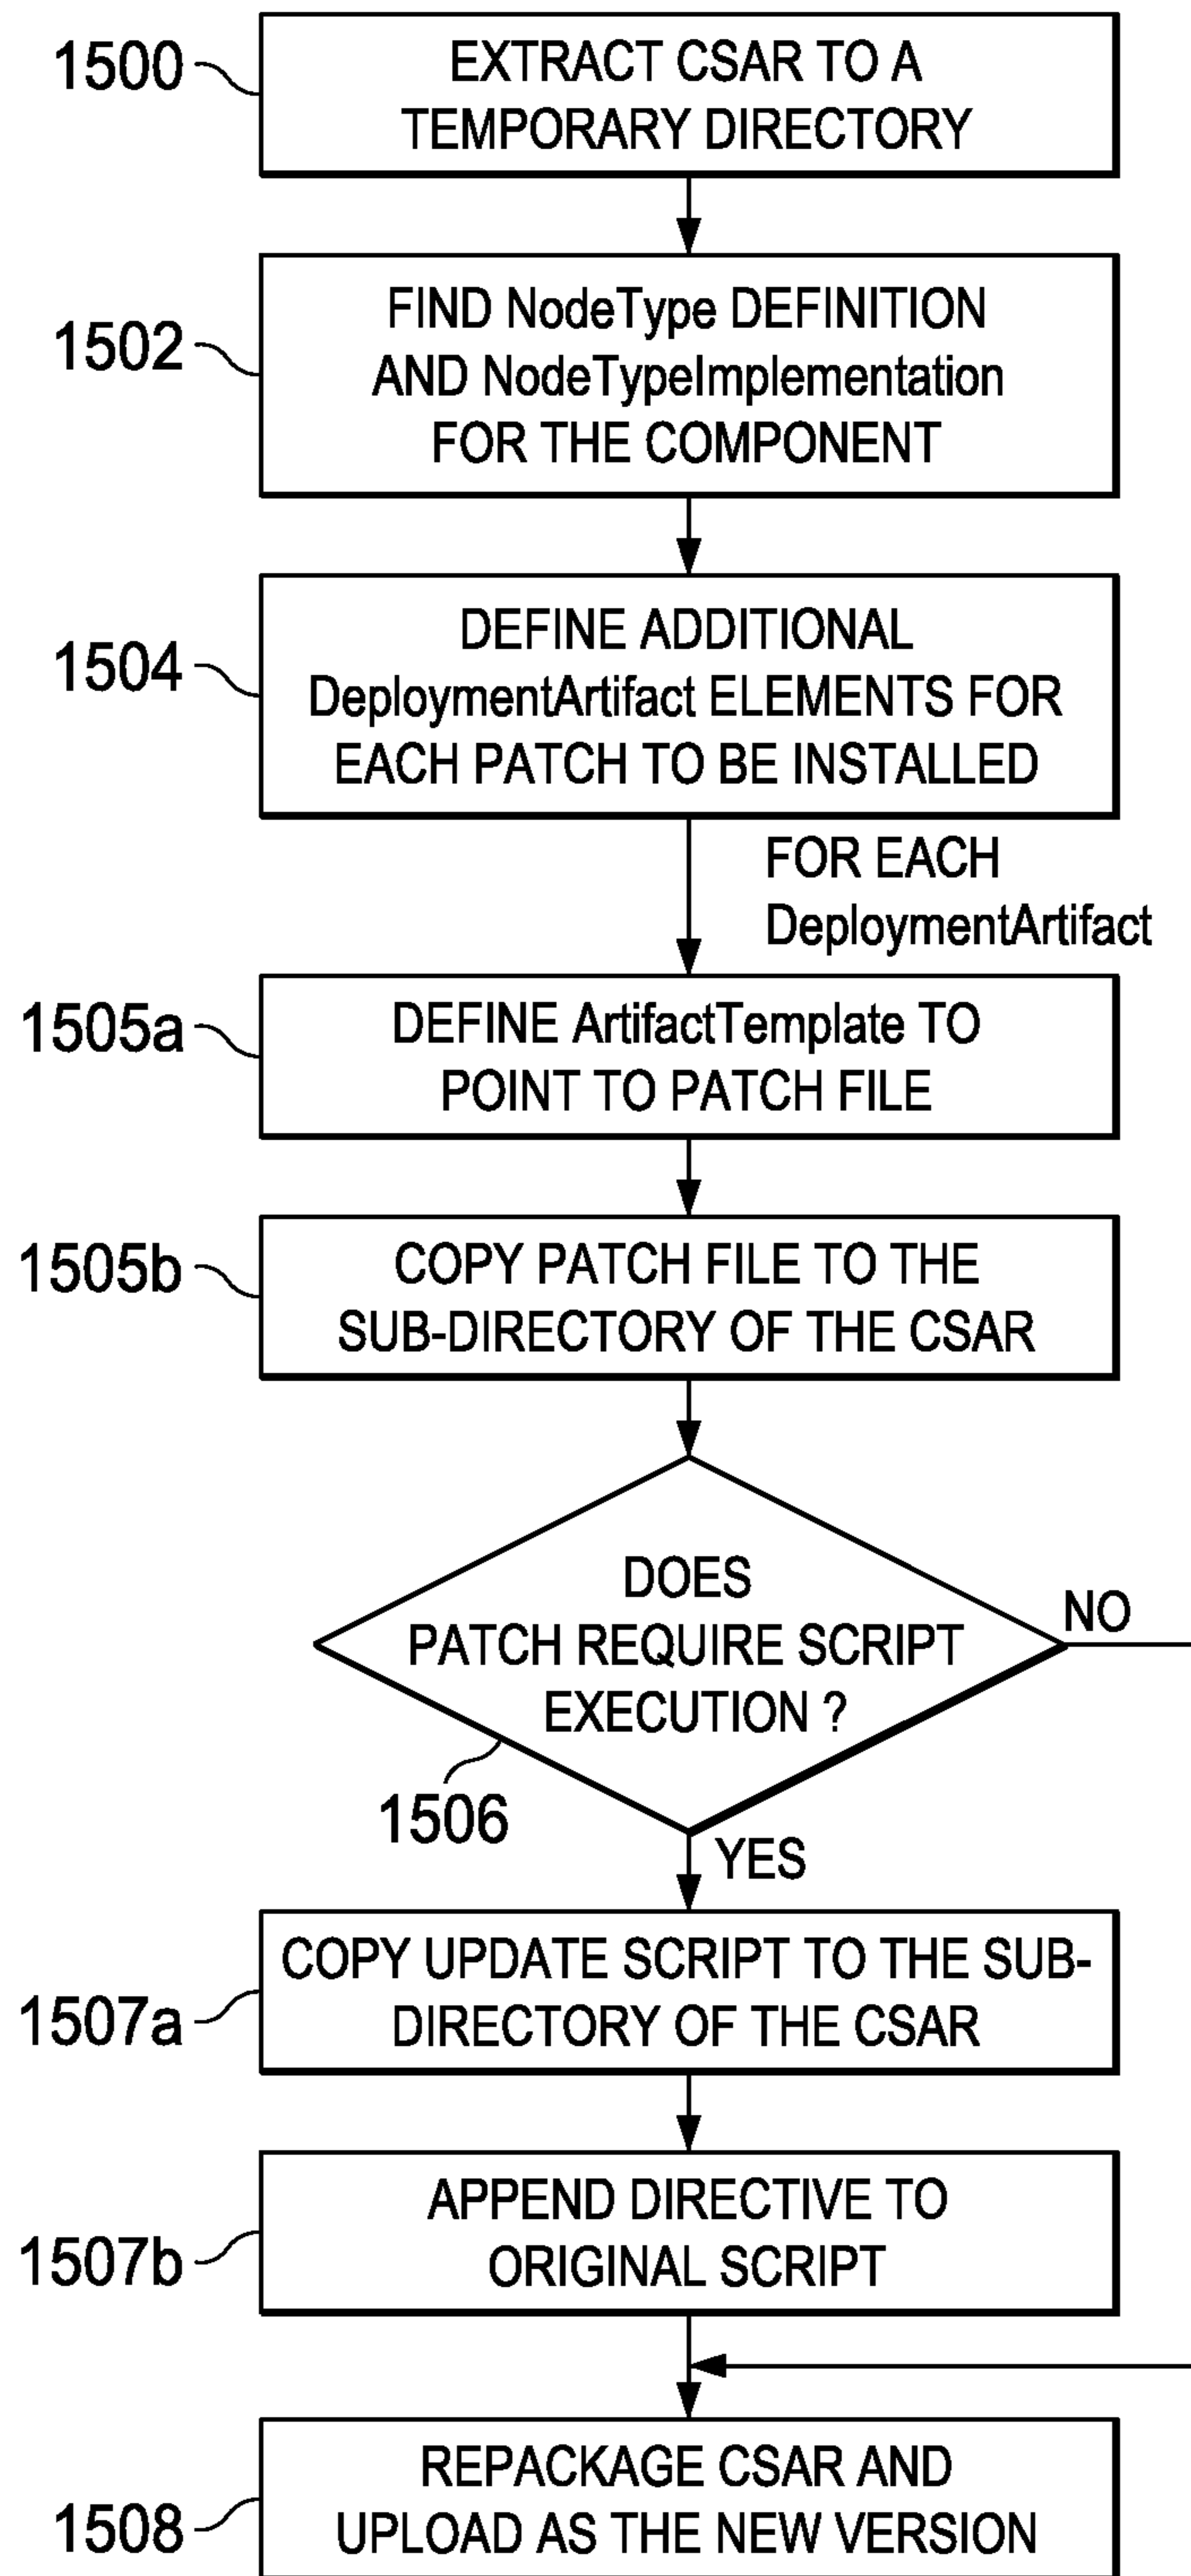 1500
EXTRACT CSAR TO A
TEMPORARY DIRECTORY
1502
FIND NodeType DEFINITION
AND NodeTypeImplementation
FOR THE COMPONENT
1504
DEFINE ADDITIONAL
DeploymentArtifact ELEMENTS FOR
EACH PATCH TO BE INSTALLED
FOR EACH
DeploymentArtifact
1505a
DEFINE ArtifactTemplate TO
POINT TO PATCH FILE
1505b
COPY PATCH FILE TO THE
SUB-DIRECTORY OF THE CSAR
DOES
PATCH REQUIRE SCRIPT
EXECUTION ?
NO
1506
YES
1507a
COPY UPDATE SCRIPT TO THE SUB-
DIRECTORY OF THE CSAR
1507b
APPEND DIRECTIVE TO
ORIGINAL SCRIPT
1508
REPACKAGE CSAR AND
UPLOAD AS THE NEW VERSION